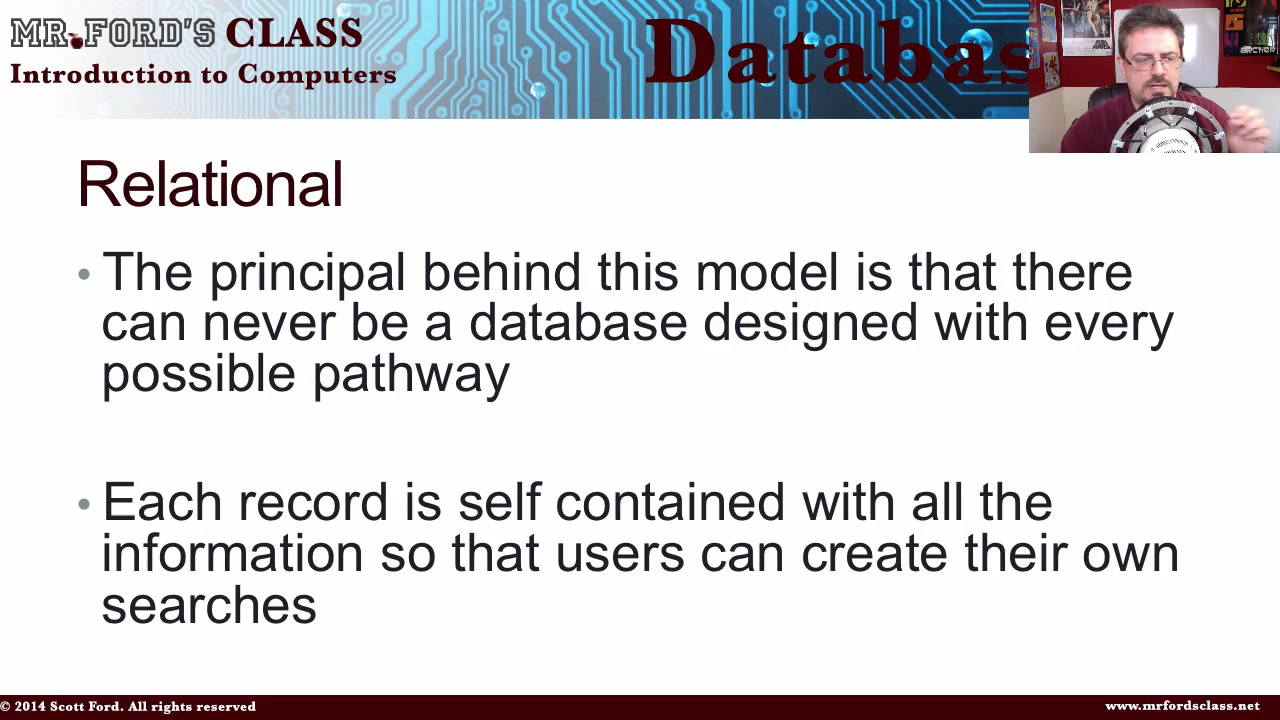 MR. FORD'S CLASS
Introduction to Computers
Relational
• The principal behind this model is that there
can never be a database designed with every
possible pathway
• Each record is self contained with all the
information so that users can create their own
searches
© 2014 Scott Ford. All rights reserved
www.mrfordsclass.net